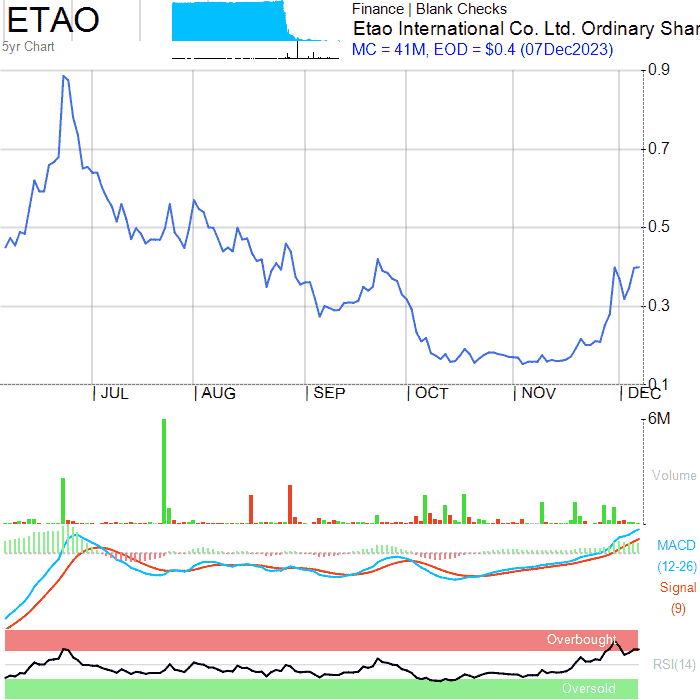 ETAO
5yr Chart
Finance | Blank Checks
Etao International Co. Ltd. Ordinary Shar
MC = 41M, EOD = $0.4 (07Dec2023)
0.9
0.7
0.5
0.3
0.1
JUL AUG SEP OCT NOV DEC
6M
Volume
MACD
(12-26)
Signal
(9)
Overbought
RSI(14)
Oversold